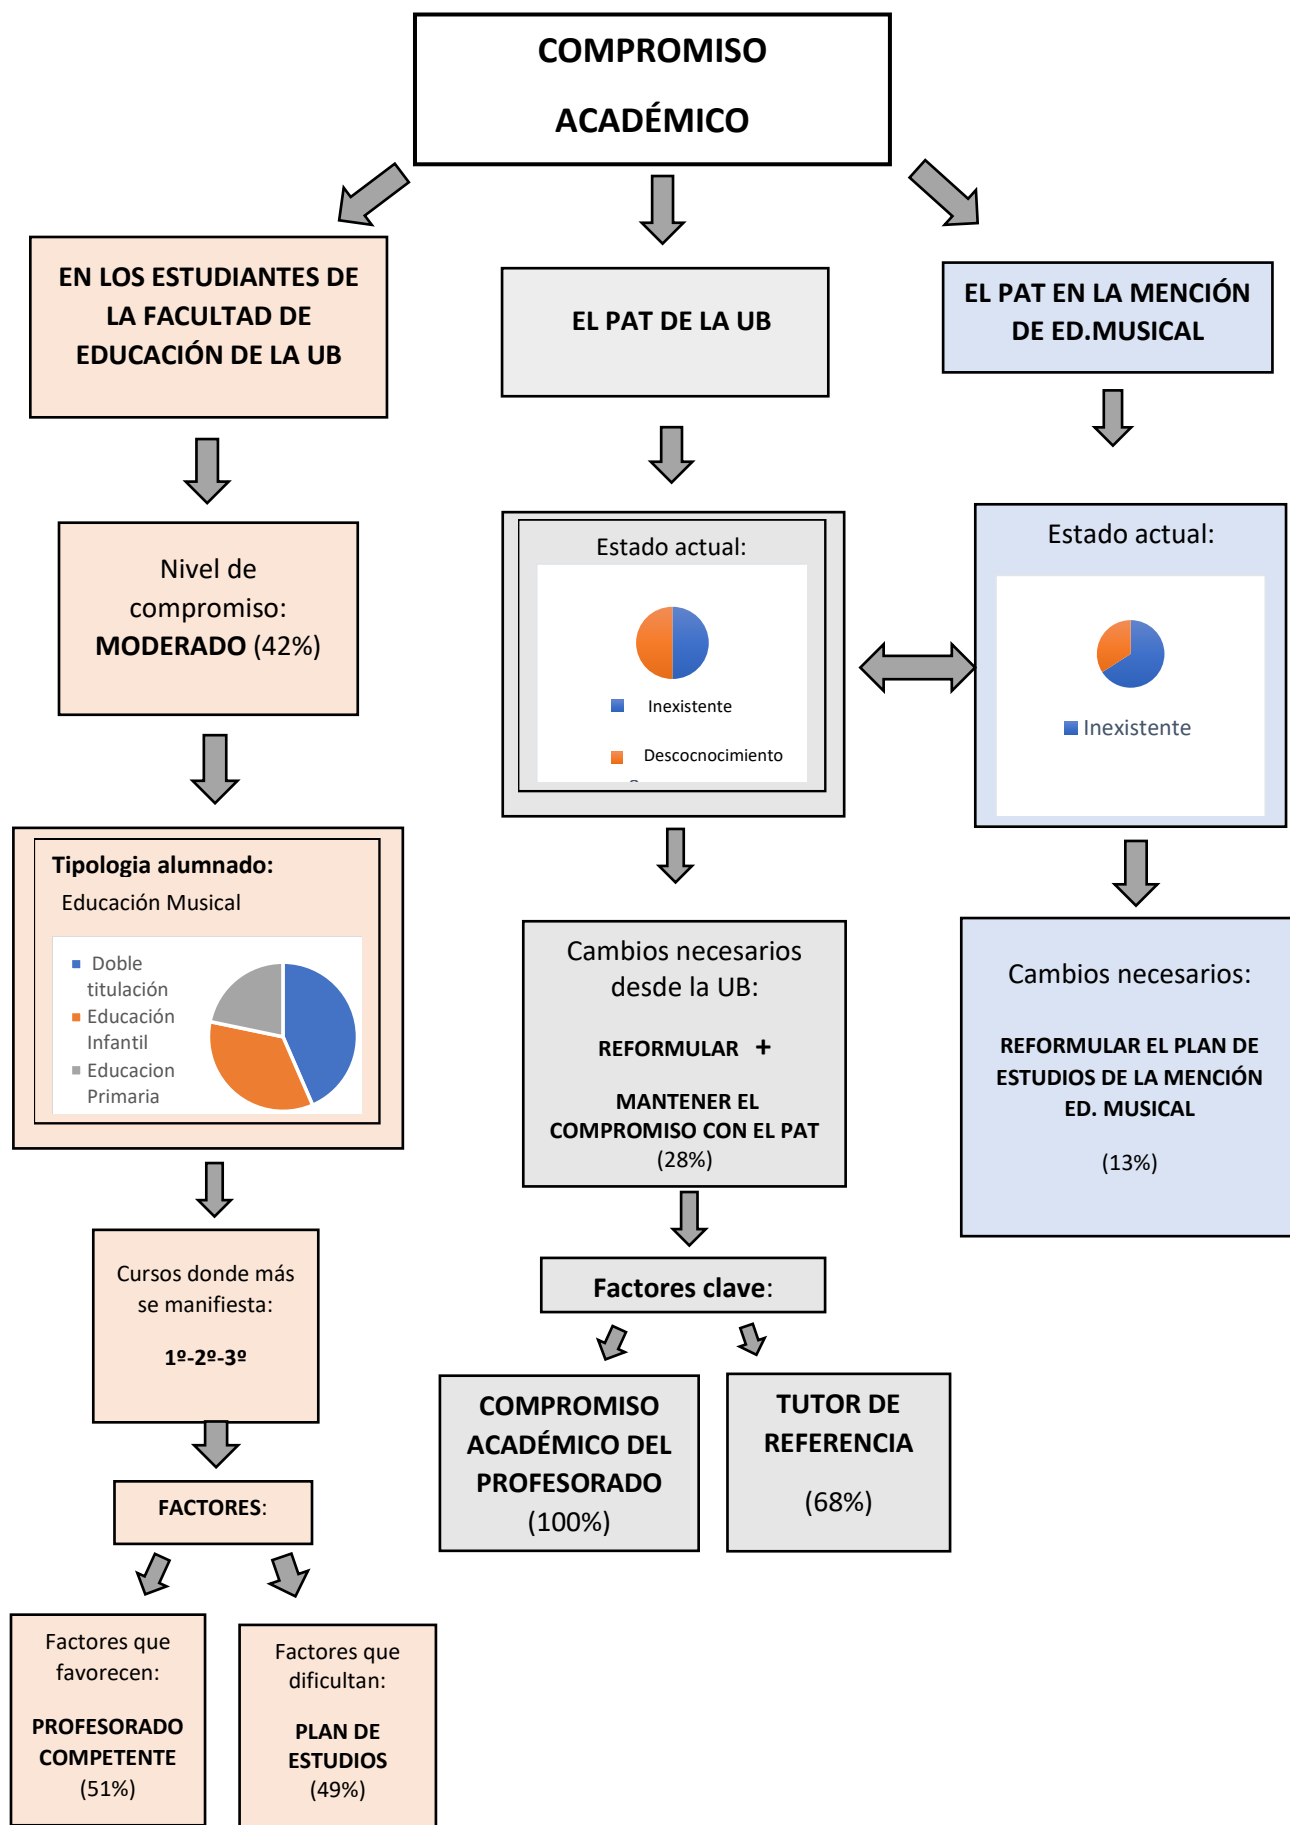 COMPROMISO
ACADÉMICO
EN LOS ESTUDIANTES DE
LA FACULTAD DE
EDUCACIÓN DE LA UB
EL PAT DE LA UB
EL PAT EN LA MENCIÓN
DE ED.MUSICAL
Nivel de
compromiso:
MODERADO (42%)
Estado actual:
Inexistente
Descocnocimiento
Estado actual:
Inexistente
Tipologia alumnado:
Educación Musical
Doble
titulación
Educación
Infantil
Educacion
Primaria
Cambios necesarios
desde la UB:
REFORMULAR +
MANTENER EL
COMPROMISO CON EL PAT
(28%)
Cambios necesarios:
REFORMULAR EL PLAN DE
ESTUDIOS DE LA MENCIÓN
ED. MUSICAL
(13%)
Cursos donde más
se manifiesta:
1º-2º-3º
Factores clave:
COMPROMISO
ACADÉMICO DEL
PROFESORADO
(100%)
TUTOR DE
REFERENCIA
(68%)
FACTORES:
Factores que
favorecen:
PROFESORADO
COMPETENTE
(51%)
Factores que
dificultan:
PLAN DE
ESTUDIOS
(49%)